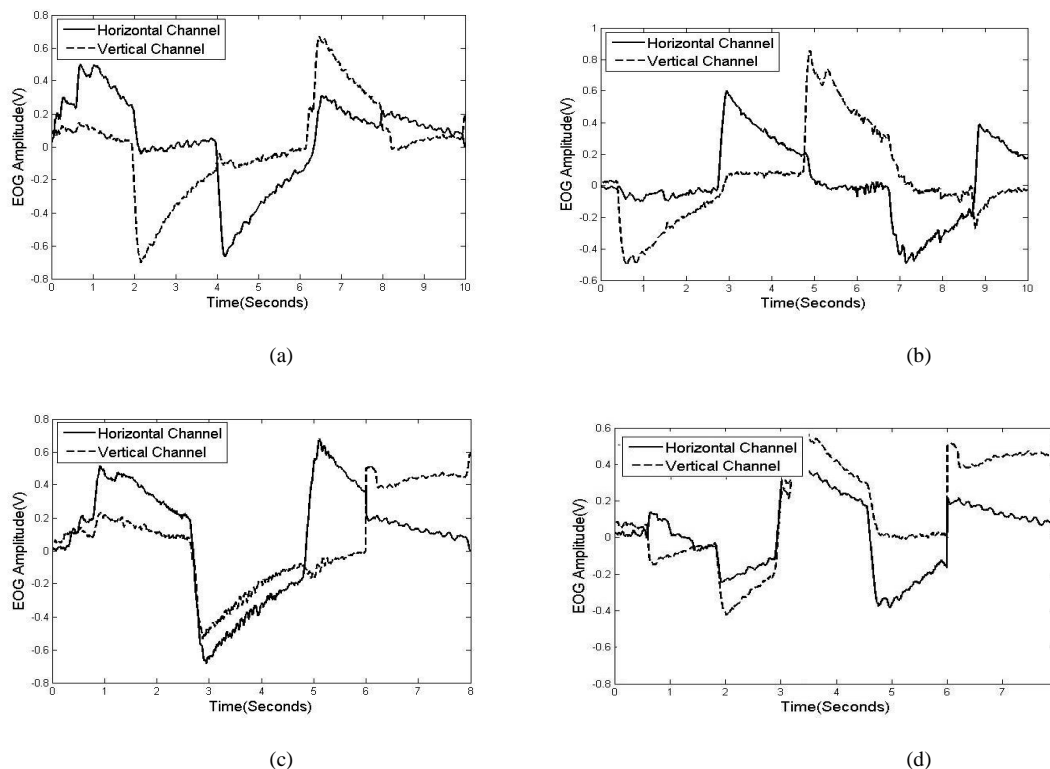 0.8
0.6
0.4
0.2
0
-0.2
-0.4
-0.6
-0.8
EOG Amplitude(V)
Horizontal Channel
Vertical Channel
0 1 2 3 4 5 6 7 8 9 10
Time(Seconds)
(a)
1
0.8
0.6
0.4
0.2
0
-0.2
-0.4
-0.6
EOG Amplitude(V)
Horizontal Channel
Vertical Channel
0 1 2 3 4 5 6 7 8 9 10
Time(Seconds)
(b)
0.8
0.6
0.4
0.2
0
-0.2
-0.4
-0.6
-0.8
EOG Amplitude(V)
Horizontal Channel
Vertical Channel
0 1 2 3 4 5 6 7 8
Time(Seconds)
(c)
0.6
0.4
0.2
0
-0.2
-0.4
-0.6
-0.8
EOG Amplitude(V)
Horizontal Channel
Vertical Channel
0 1 2 3 4 5 6 7
Time(Seconds)
(d)